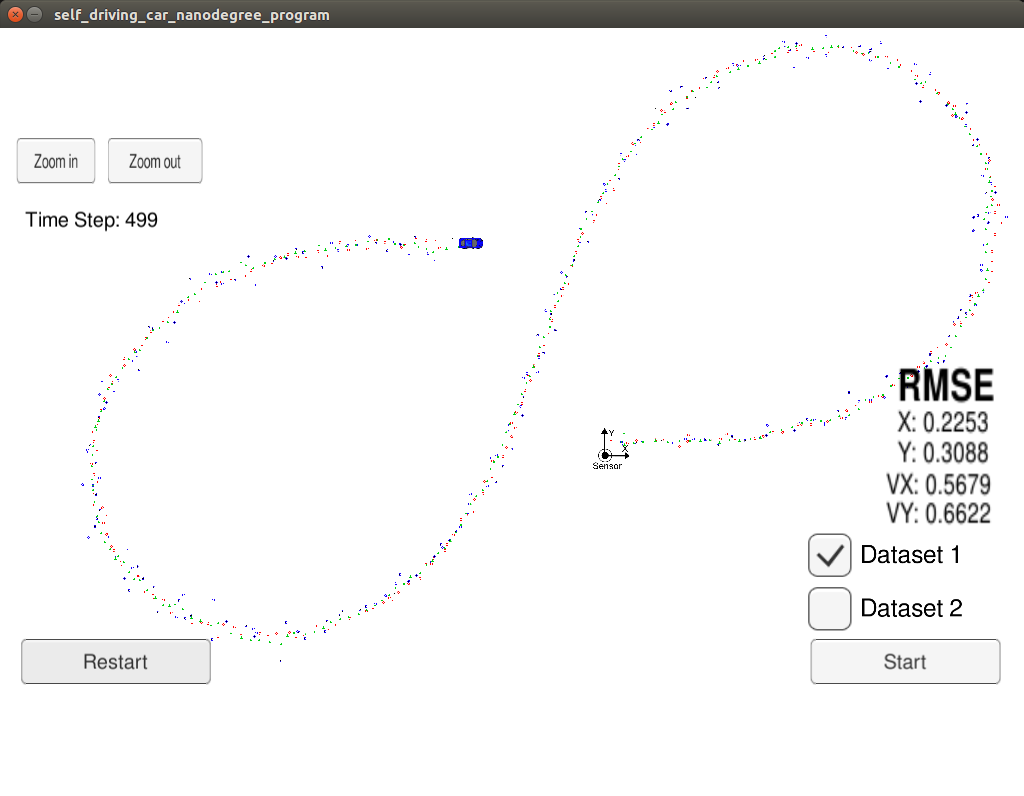 self_driving_car_nanodegree_program
Zoom in
Zoom out
Time Step: 499
Y
X
Sensor
RMSE
X: 0.2253
Y: 0.3088
VX: 0.5679
VY: 0.6622
Dataset 1
Dataset 2
Restart
Start